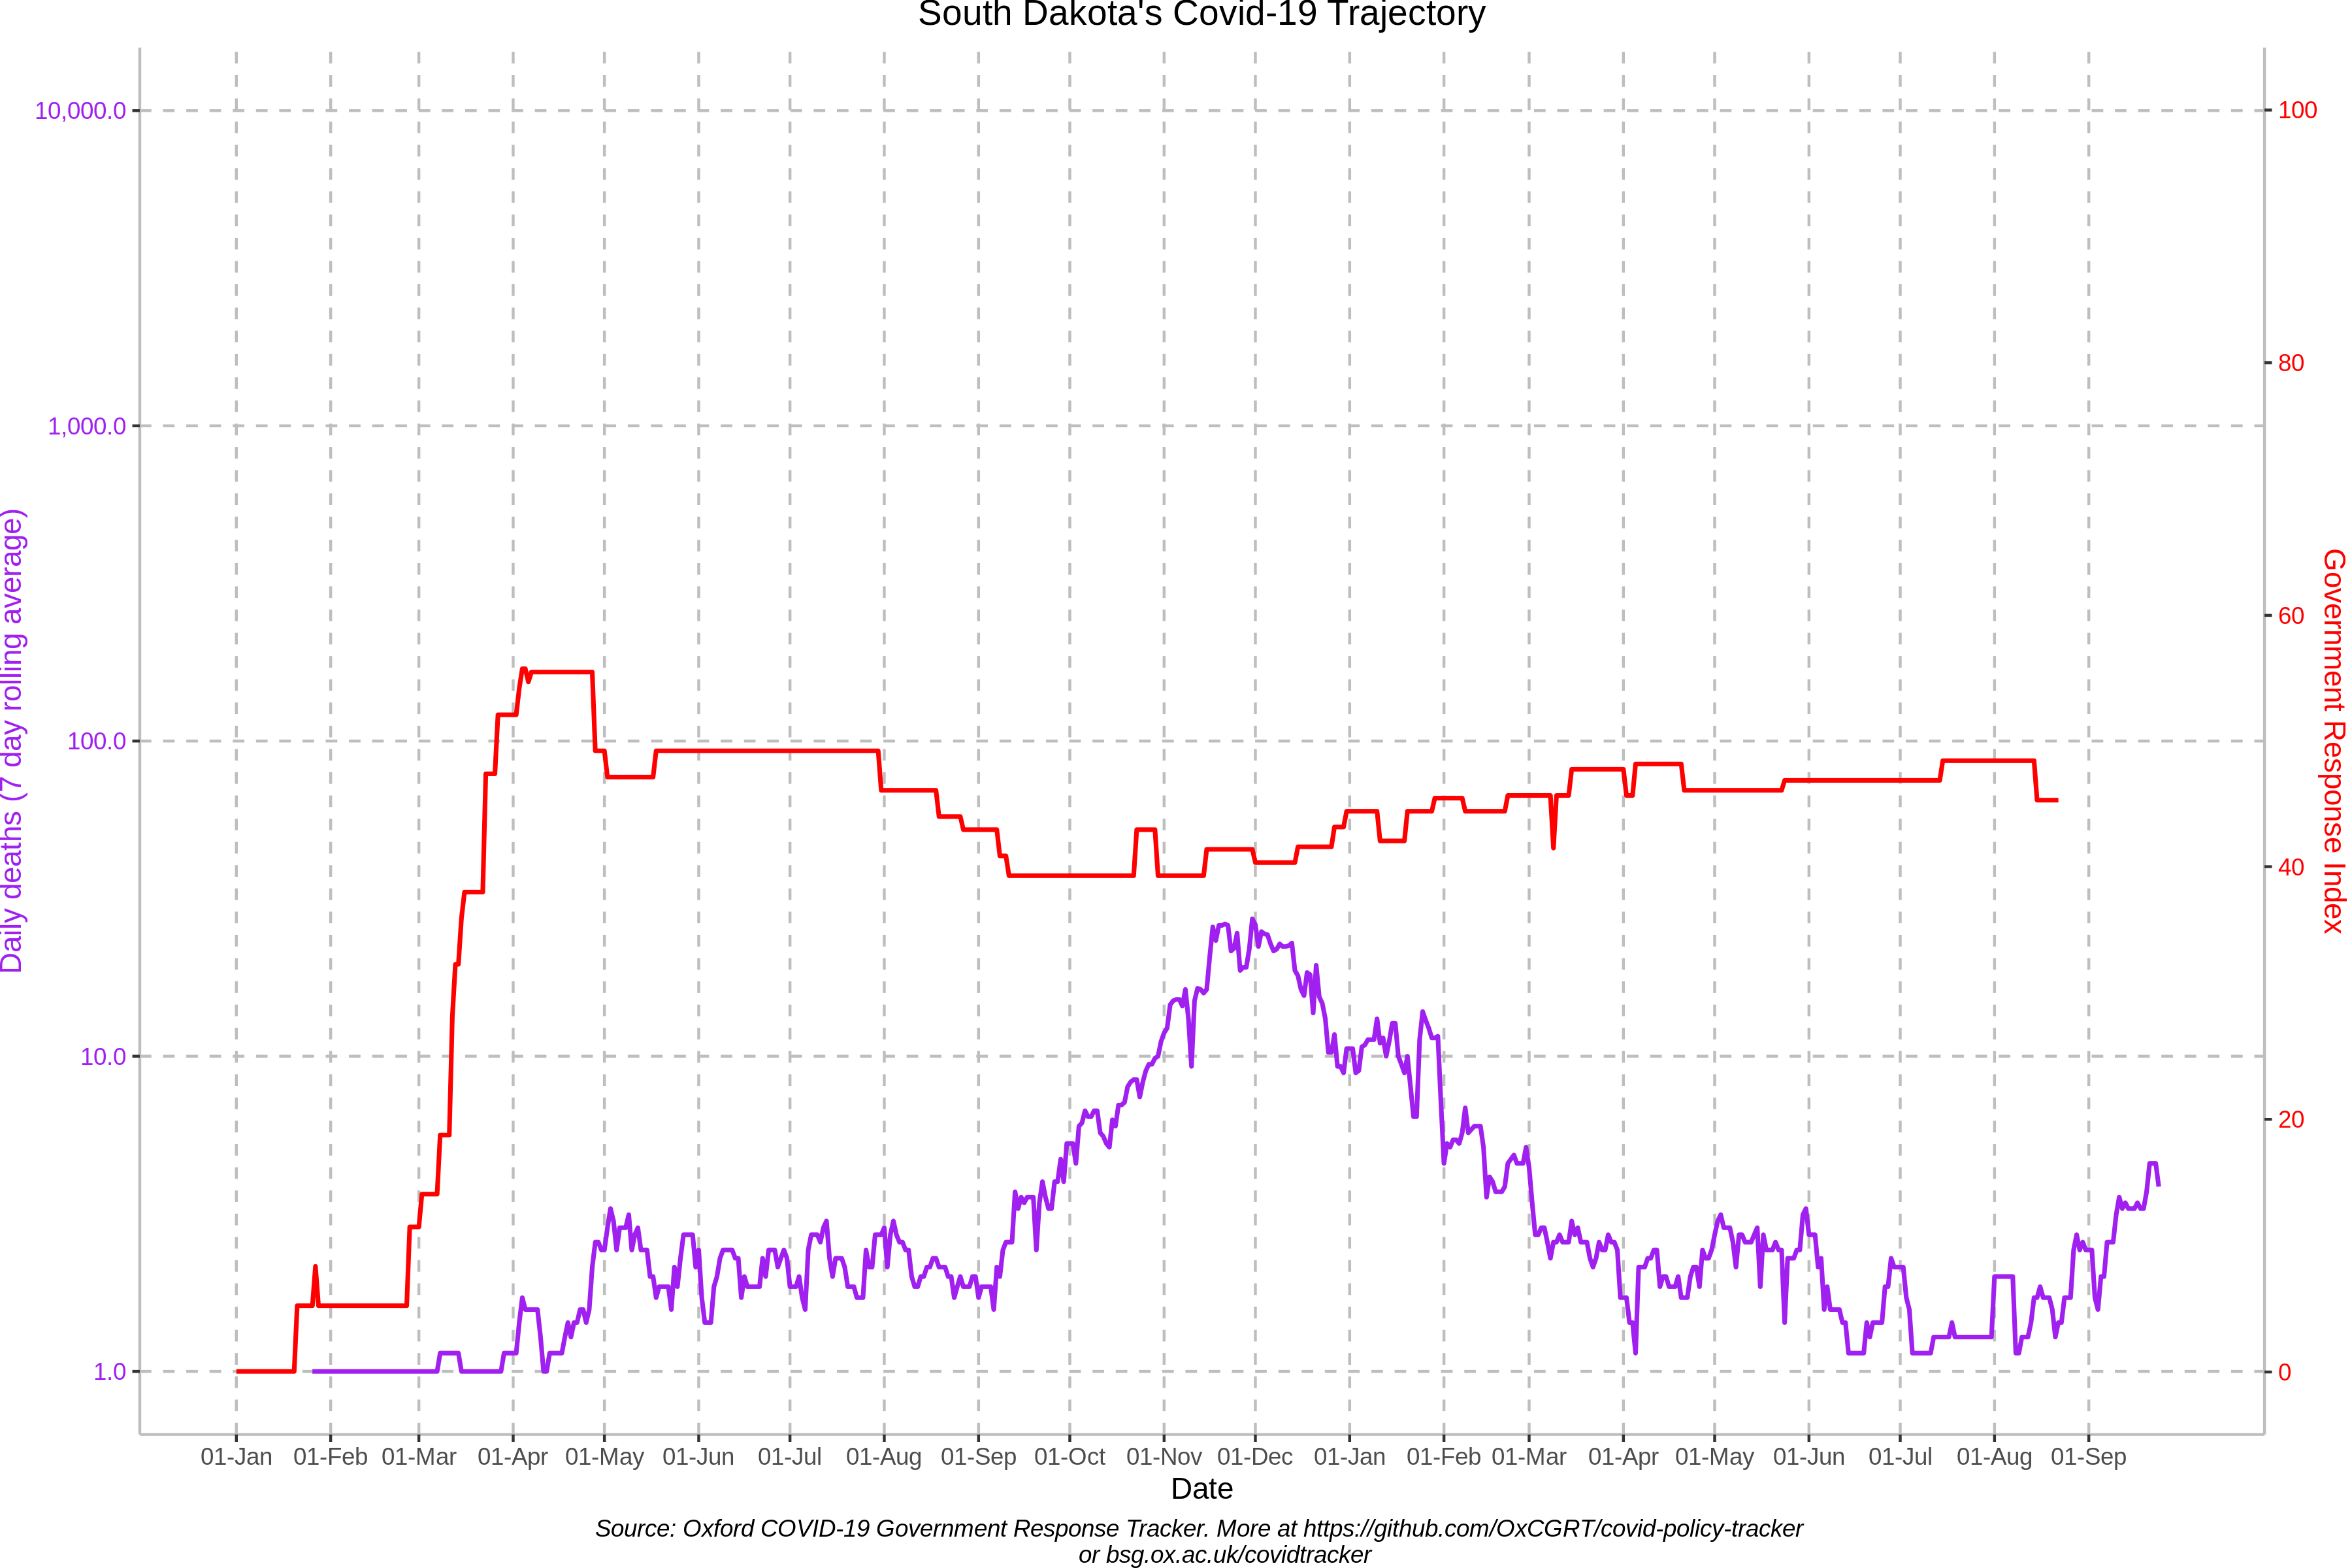 South Dakota's Covid-19 Trajectory
10,000.0
1,000.0
100.0
10.0
1.0
Daily deaths (7 day rolling average)
100
80
60
40
20
0
Government Response Index
01-Jan 01-Feb 01-Mar 01-Apr 01-May 01-Jun 01-Jul 01-Aug 01-Sep 01-Oct 01-Nov 01-Dec 01-Jan 01-Feb 01-Mar 01-Apr 01-May 01-Jun 01-Jul 01-Aug 01-Sep
Date
Source: Oxford COVID-19 Government Response Tracker. More at https://github.com/OxCGRT/covid-policy-tracker
or bsg.ox.ac.uk/covidtracker